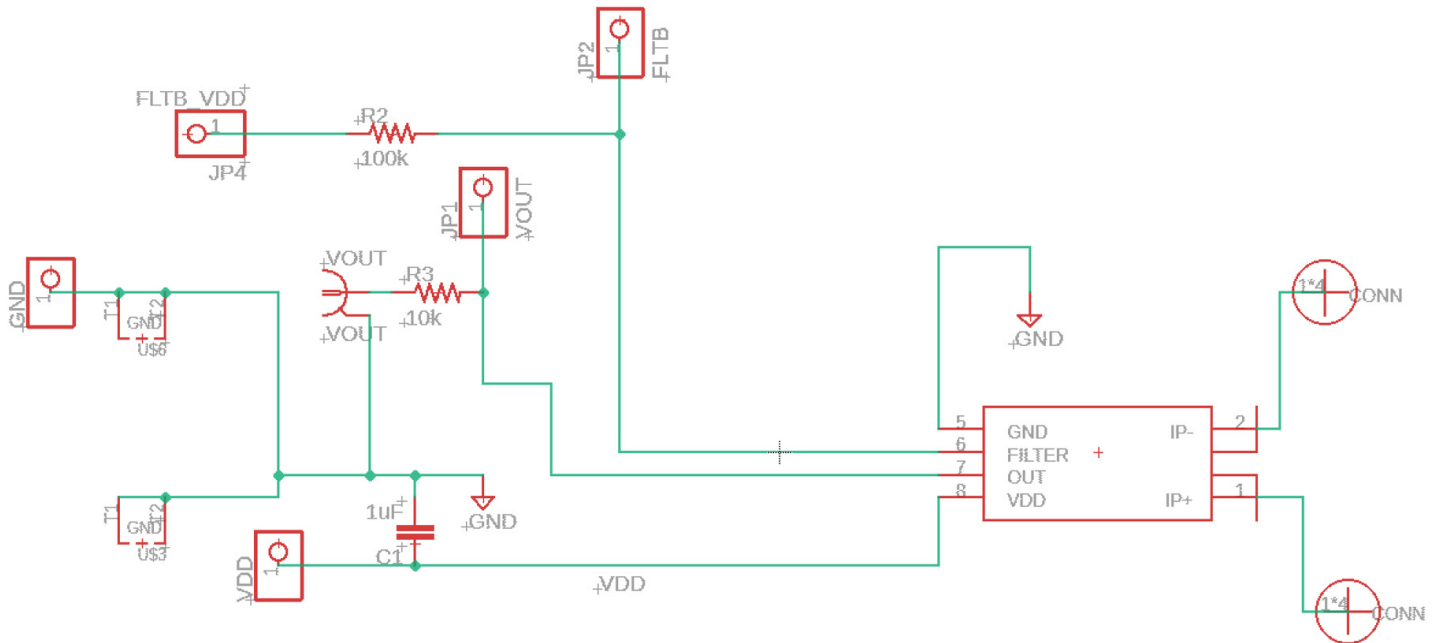 JP2
1
FLTB
FLTB_VDD
1
JP4
R2
100k
JP1
1
VOUT
VOUT
R3
10k
VOUT
GND
1
T1
T2
GND
U$6
GND
1*4
CONN
5
GND
IP-
2
6
FILTER
7
OUT
8
VDD
IP+
1
T1
T2
GND
U$3
1uF
C1
GND
VDD
1
VDD
1*4
CONN